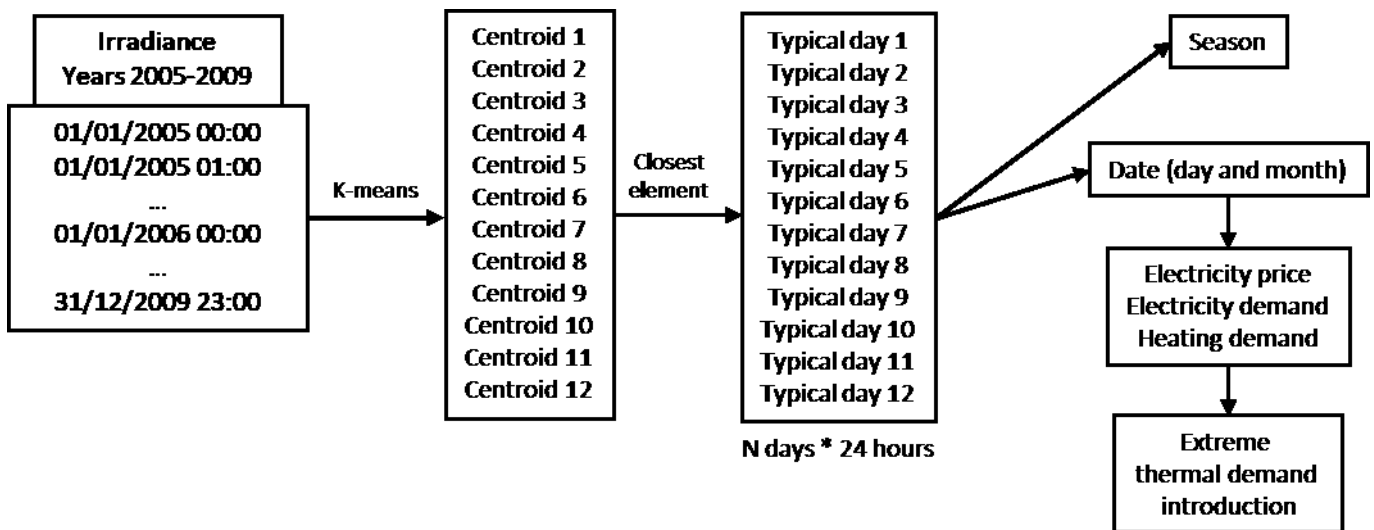 Irradiance
Years 2005-2009
01/01/2005 00:00
01/01/2005 01:00
...
01/01/2006 00:00
...
31/12/2009 23:00
K-means
Centroid 1
Centroid 2
Centroid 3
Centroid 4
Centroid 5
Centroid 6
Centroid 7
Centroid 8
Centroid 9
Centroid 10
Centroid 11
Centroid 12
Closest
element
Typical day 1
Typical day 2
Typical day 3
Typical day 4
Typical day 5
Typical day 6
Typical day 7
Typical day 8
Typical day 9
Typical day 10
Typical day 11
Typical day 12
N days * 24 hours
Season
Date (day and month)
Electricity price
Electricity demand
Heating demand
Extreme
thermal demand
introduction